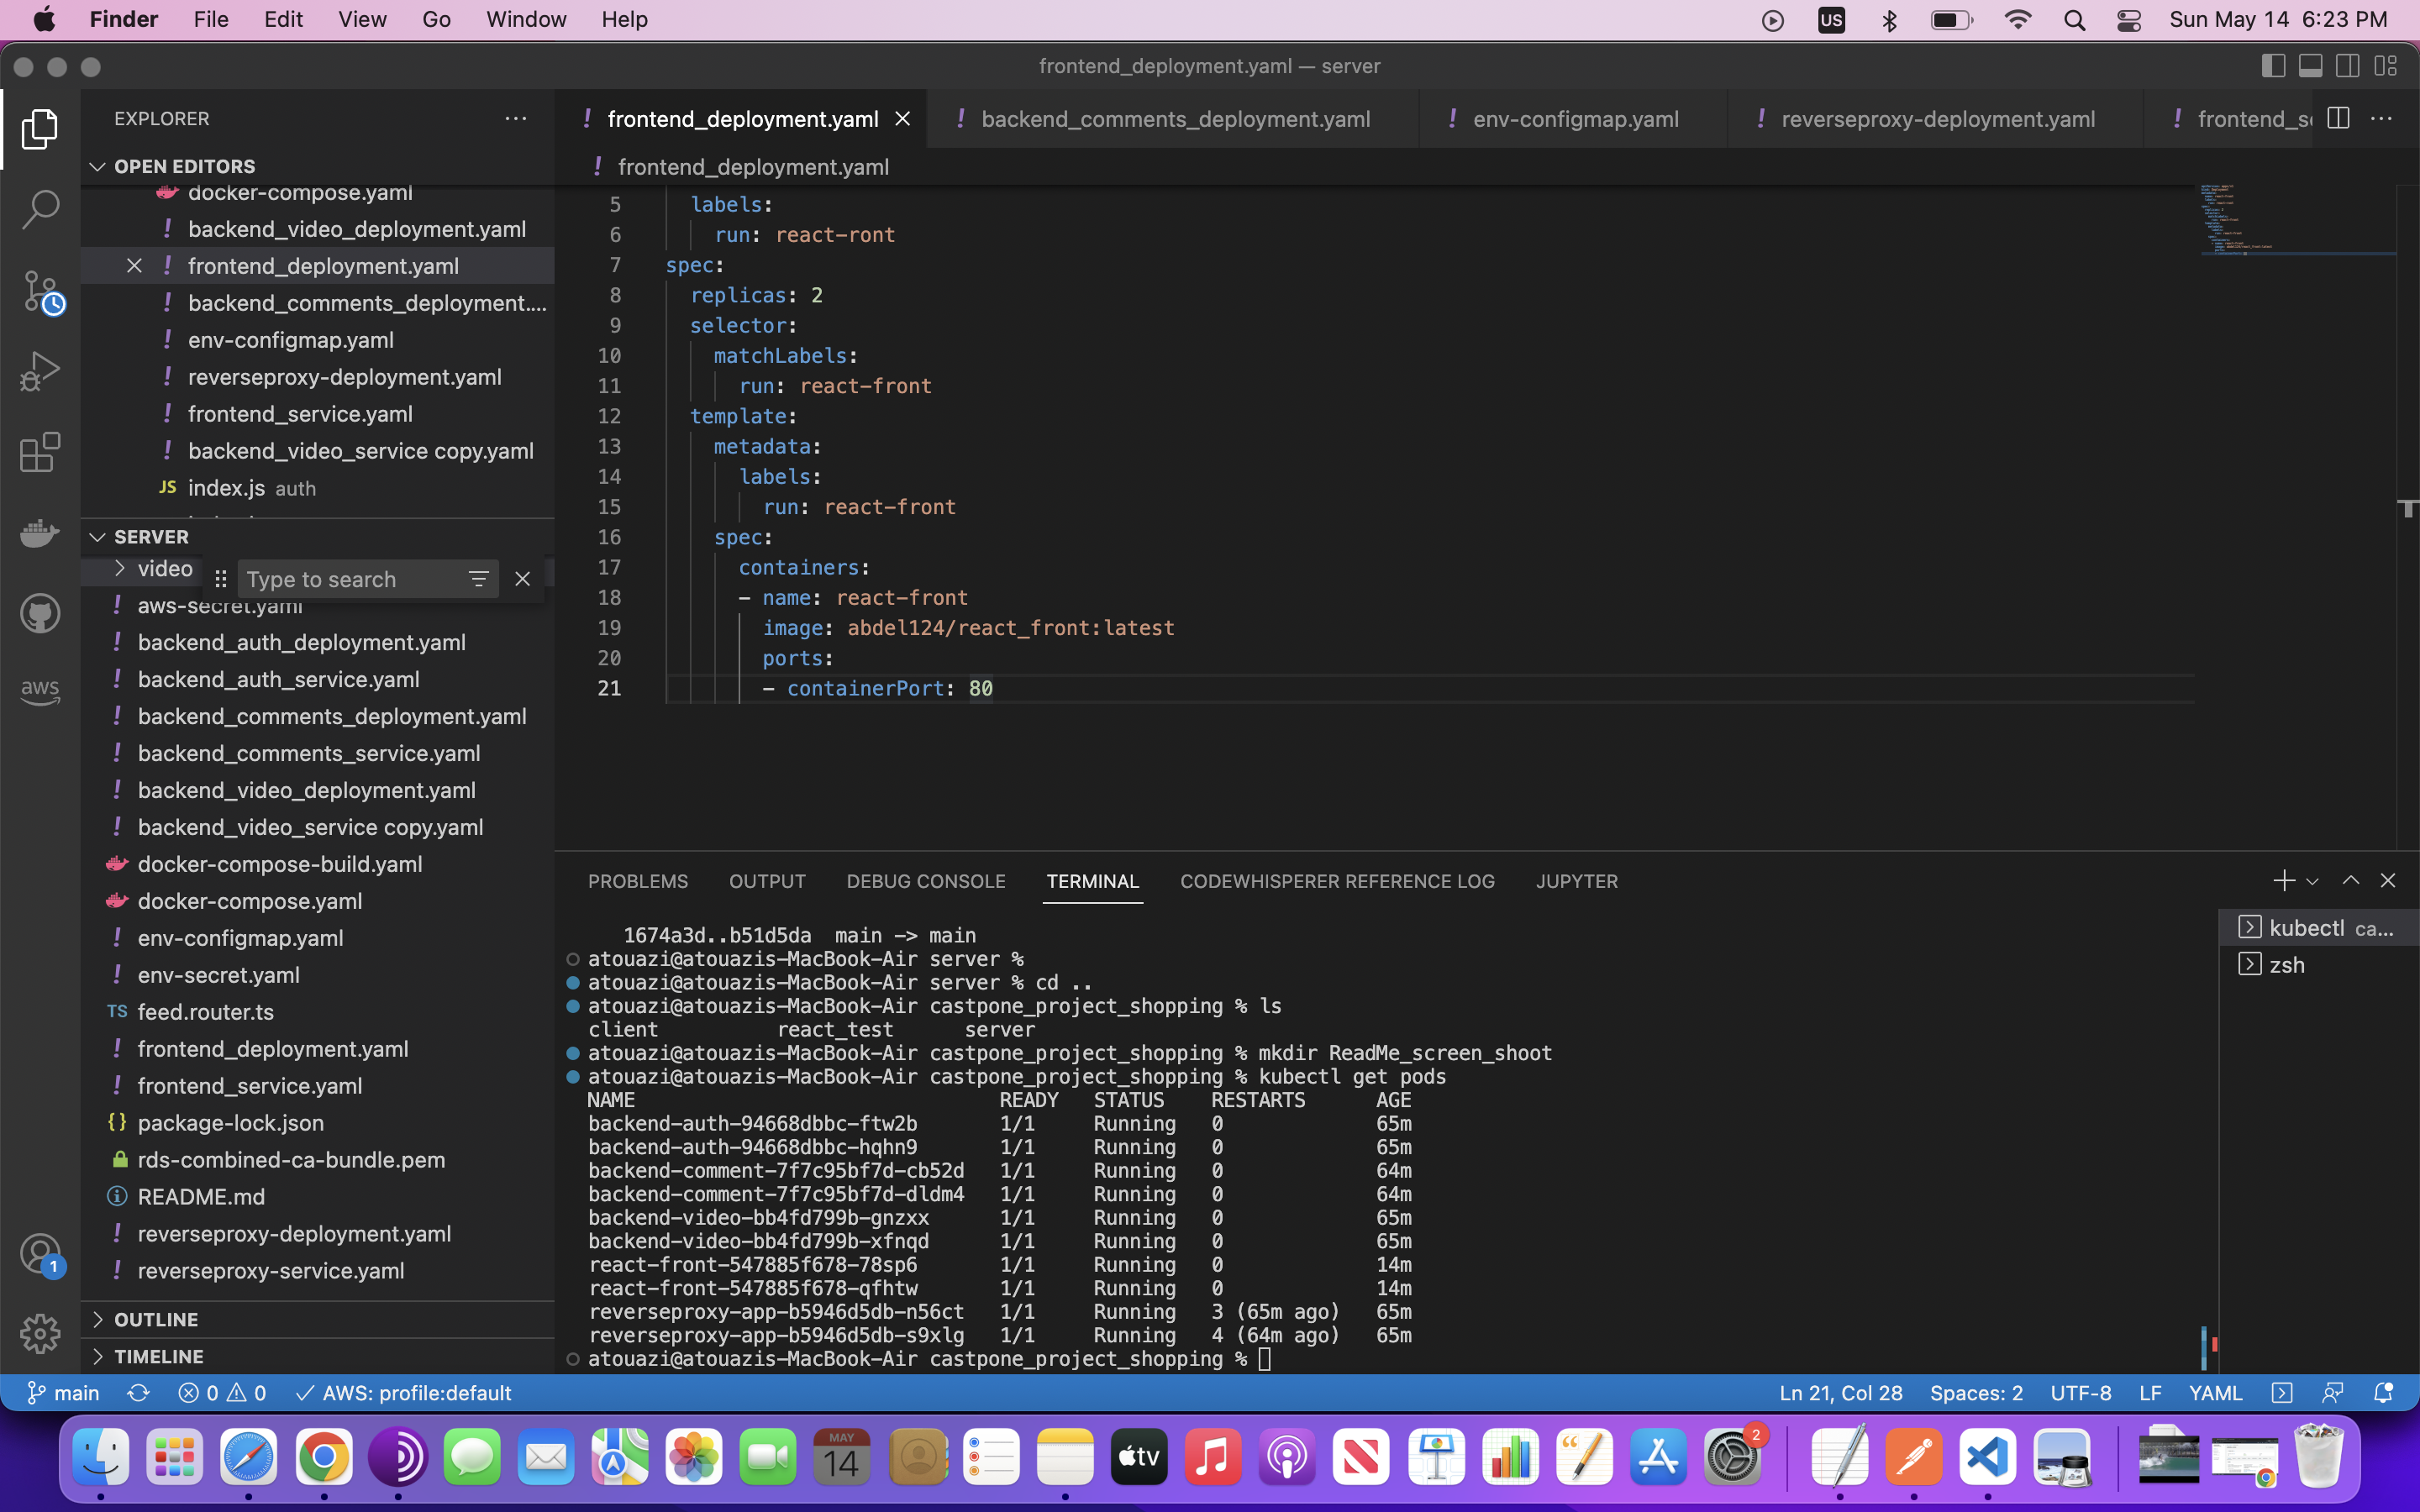 Finder File Edit View Go Window Help
US
Sun May 14 6:23 PM
frontend_deployment.yaml — server
EXPLORER
OPEN EDITORS
docker-compose.yaml
! backend_video_deployment.yaml
! frontend_deployment.yaml
! backend_comments_deployment....
! env-configmap.yaml
! reverseproxy-deployment.yaml
! frontend_service.yaml
! backend_video_service copy.yaml
JS index.js auth
SERVER
video
Type to search
! aws-secret.yaml
! backend_auth_deployment.yaml
! backend_auth_service.yaml
! backend_comments_deployment.yaml
! backend_comments_service.yaml
! backend_video_deployment.yaml
! backend_video_service copy.yaml
docker-compose-build.yaml
docker-compose.yaml
! env-configmap.yaml
! env-secret.yaml
TS feed.router.ts
! frontend_deployment.yaml
! frontend_service.yaml
{} package-lock.json
rds-combined-ca-bundle.pem
README.md
! reverseproxy-deployment.yaml
! reverseproxy-service.yaml
OUTLINE
TIMELINE
aws
1
! frontend_deployment.yaml
! backend_comments_deployment.yaml
! env-configmap.yaml
! reverseproxy-deployment.yaml
! frontend_s
! frontend_deployment.yaml
5 labels:
6 run: react-ront
7 spec:
8 replicas: 2
9 selector:
10 matchLabels:
11 run: react-front
12 template:
13 metadata:
14 labels:
15 run: react-front
16 spec:
17 containers:
18 - name: react-front
19 image: abdel124/react_front:latest
20 ports:
21 - containerPort: 80
PROBLEMS OUTPUT DEBUG CONSOLE TERMINAL CODEWHISPERER REFERENCE LOG JUPYTER
1674a3d..b51d5da main -> main
atouazi@atouazis-MacBook-Air server %
atouazi@atouazis-MacBook-Air server % cd ..
atouazi@atouazis-MacBook-Air castpone_project_shopping % ls
client react_test server
atouazi@atouazis-MacBook-Air castpone_project_shopping % mkdir ReadMe_screen_shoot
atouazi@atouazis-MacBook-Air castpone_project_shopping % kubectl get pods
NAME READY STATUS RESTARTS AGE
backend-auth-94668dbbc-ftw2b 1/1 Running 0 65m
backend-auth-94668dbbc-hqhn9 1/1 Running 0 65m
backend-comment-7f7c95bf7d-cb52d 1/1 Running 0 64m
backend-comment-7f7c95bf7d-dldm4 1/1 Running 0 64m
backend-video-bb4fd799b-gnzxx 1/1 Running 0 65m
backend-video-bb4fd799b-xfnqd 1/1 Running 0 65m
react-front-547885f678-78sp6 1/1 Running 0 14m
react-front-547885f678-qfhtw 1/1 Running 0 14m
reverseproxy-app-b5946d5db-n56ct 1/1 Running 3 (65m ago) 65m
reverseproxy-app-b5946d5db-s9xlg 1/1 Running 4 (64m ago) 65m
atouazi@atouazis-MacBook-Air castpone_project_shopping %
kubectl ca...
zsh
main 0 0 AWS: profile:default
Ln 21, Col 28 Spaces: 2 UTF-8 LF YAML
MAY
14
tv
2